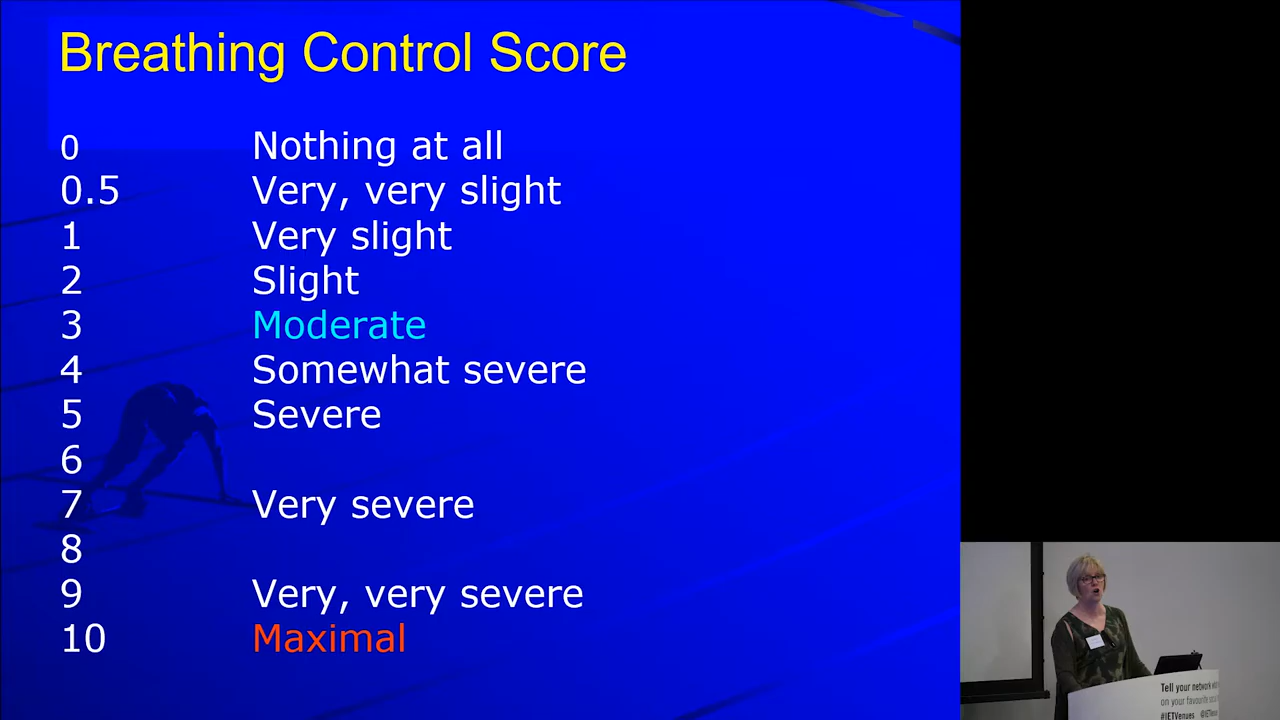 Breathing Control Score
0 Nothing at all
0.5 Very, very slight
1 Very slight
2 Slight
3 Moderate
4 Somewhat severe
5 Severe
6
7 Very severe
8
9 Very, very severe
10 Maximal
Tell your network
on your favourite
#IETVenues